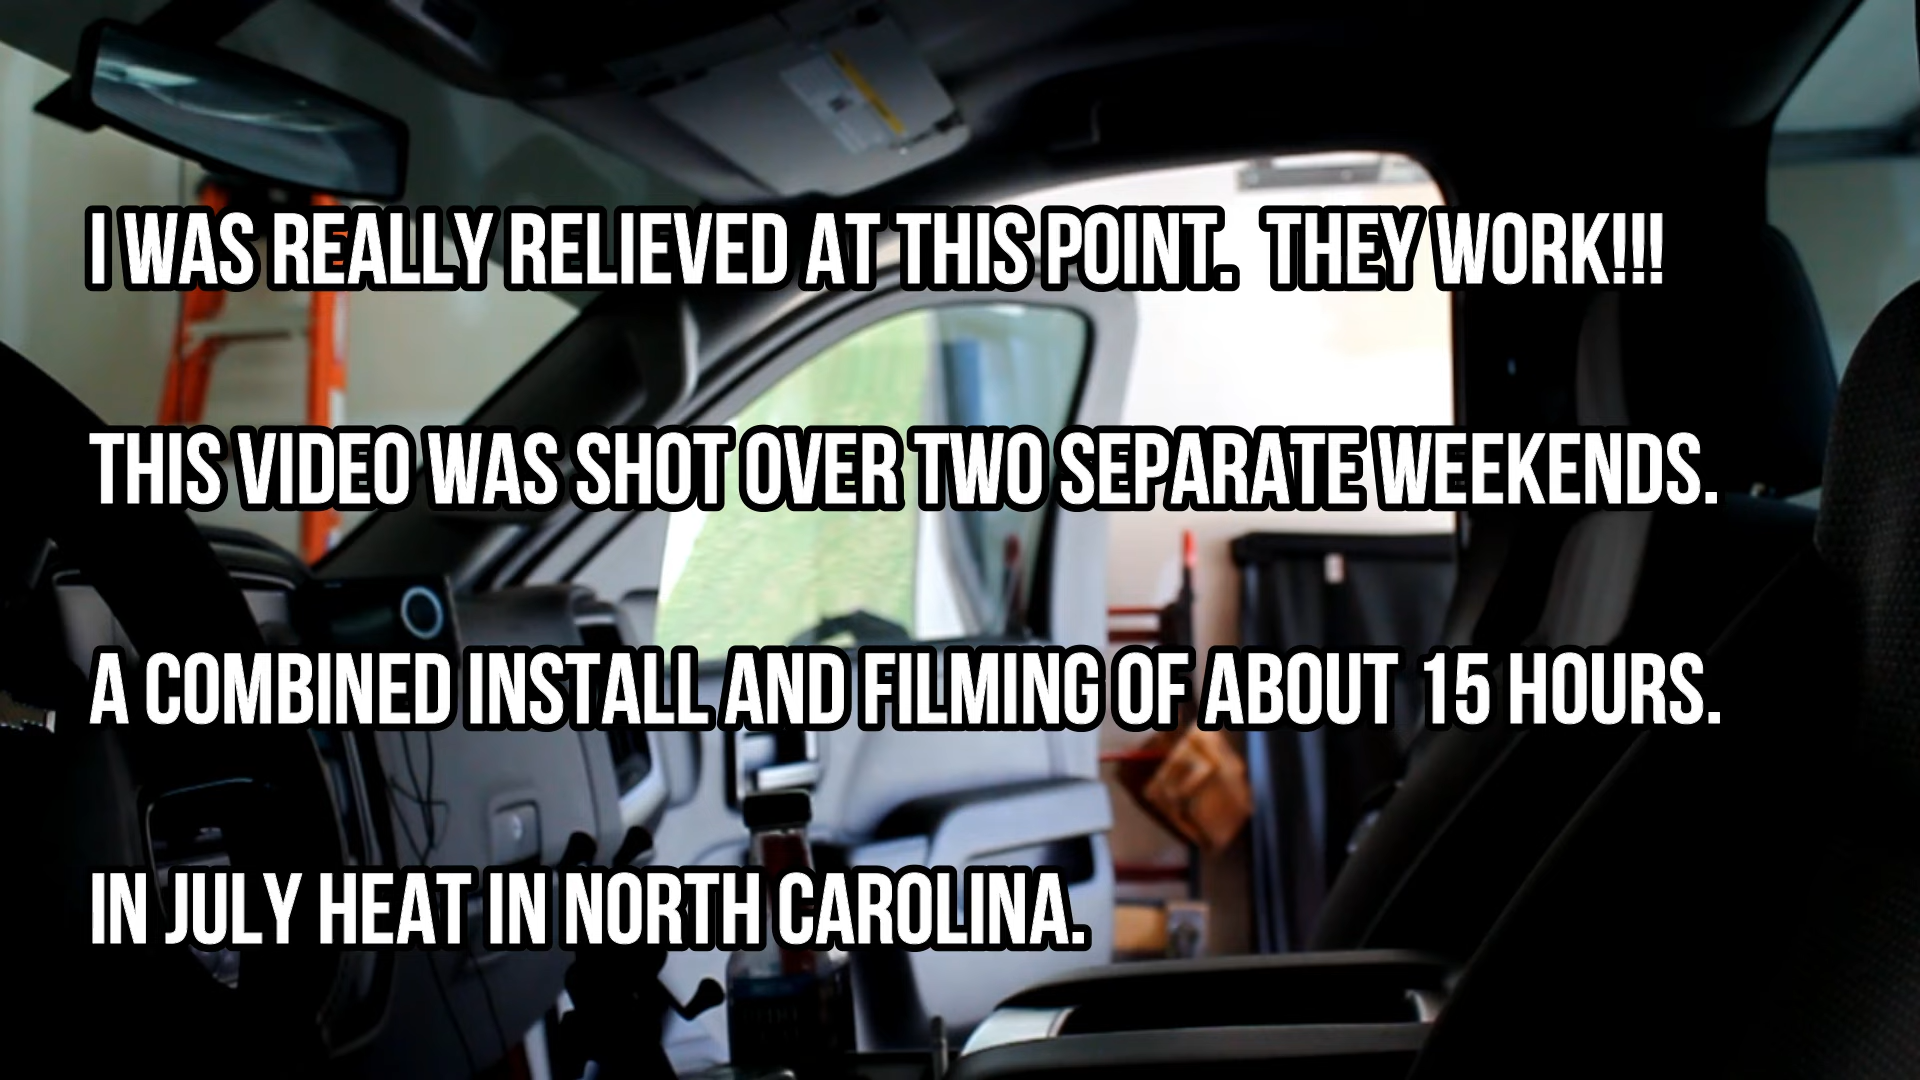 I WAS REALLY RELIEVED AT THIS POINT. THEY WORK!!!
THIS VIDEO WAS SHOT OVER TWO SEPARATE WEEKENDS.
A COMBINED INSTALL AND FILMING OF ABOUT 15 HOURS.
IN JULY HEAT IN NORTH CAROLINA.